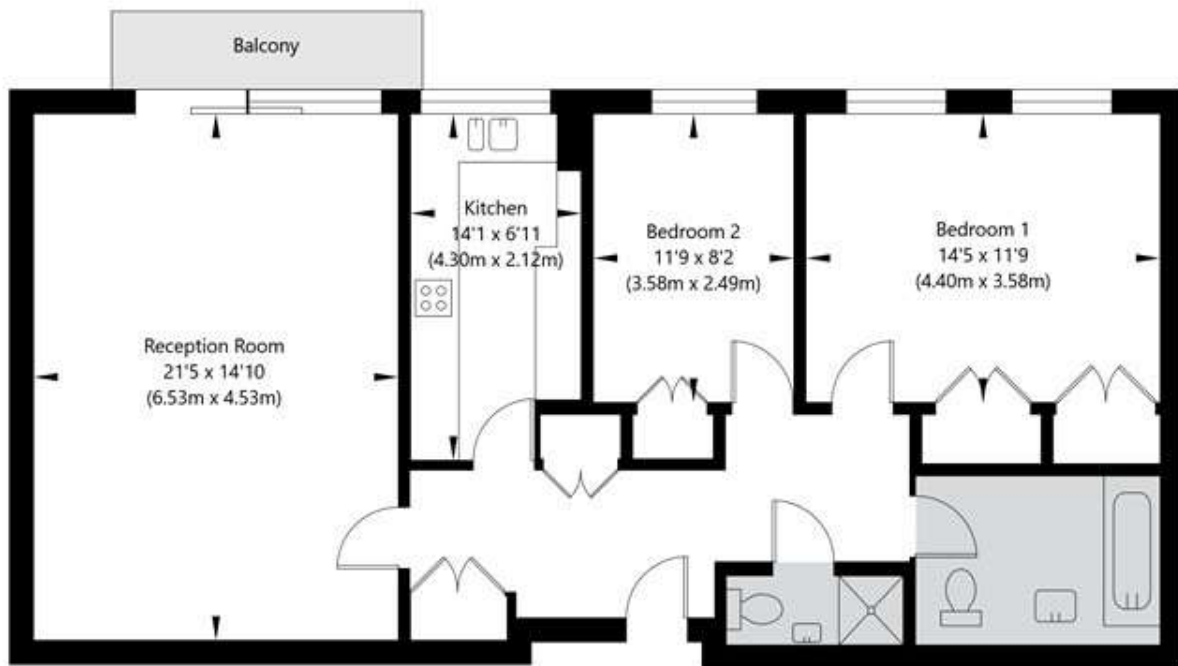 Balcony
Kitchen
14'1 x 6'11
(4.30m x 2.12m)
Bedroom 2
11'9 x 8'2
(3.58m x 2.49m)
Bedroom 1
14'5 x 11'9
(4.40m x 3.58m)
Reception Room
21'5 x 14'10
(6.53m x 4.53m)